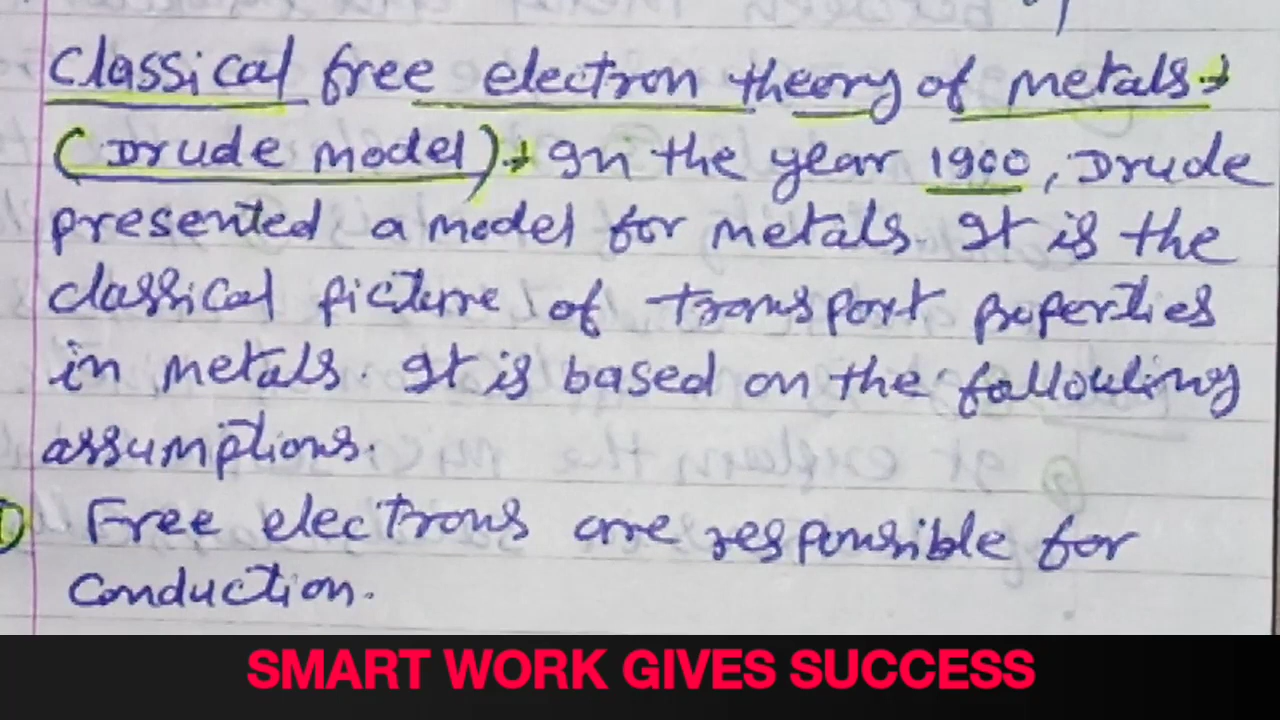 Classical free electron theory of metals→
(Drude model)→ In the year 1900, Drude
presented a model for metals. It is the
classical picture of transport properties
in metals. It is based on the following
assumptions.
① Free electrons are responsible for
conduction.
SMART WORK GIVES SUCCESS